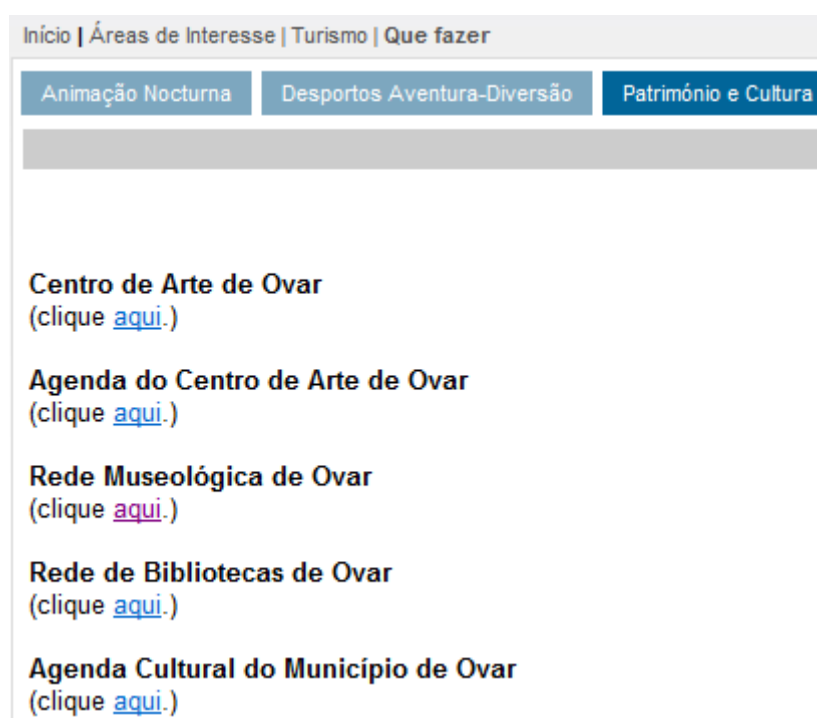 Início | Áreas de Interesse | Turismo | Que fazer
Animação Nocturna Desportos Aventura-Diversão Património e Cultura
Centro de Arte de Ovar
(clique aqui.)
Agenda do Centro de Arte de Ovar
(clique aqui.)
Rede Museológica de Ovar
(clique aqui.)
Rede de Bibliotecas de Ovar
(clique aqui.)
Agenda Cultural do Município de Ovar
(clique aqui.)